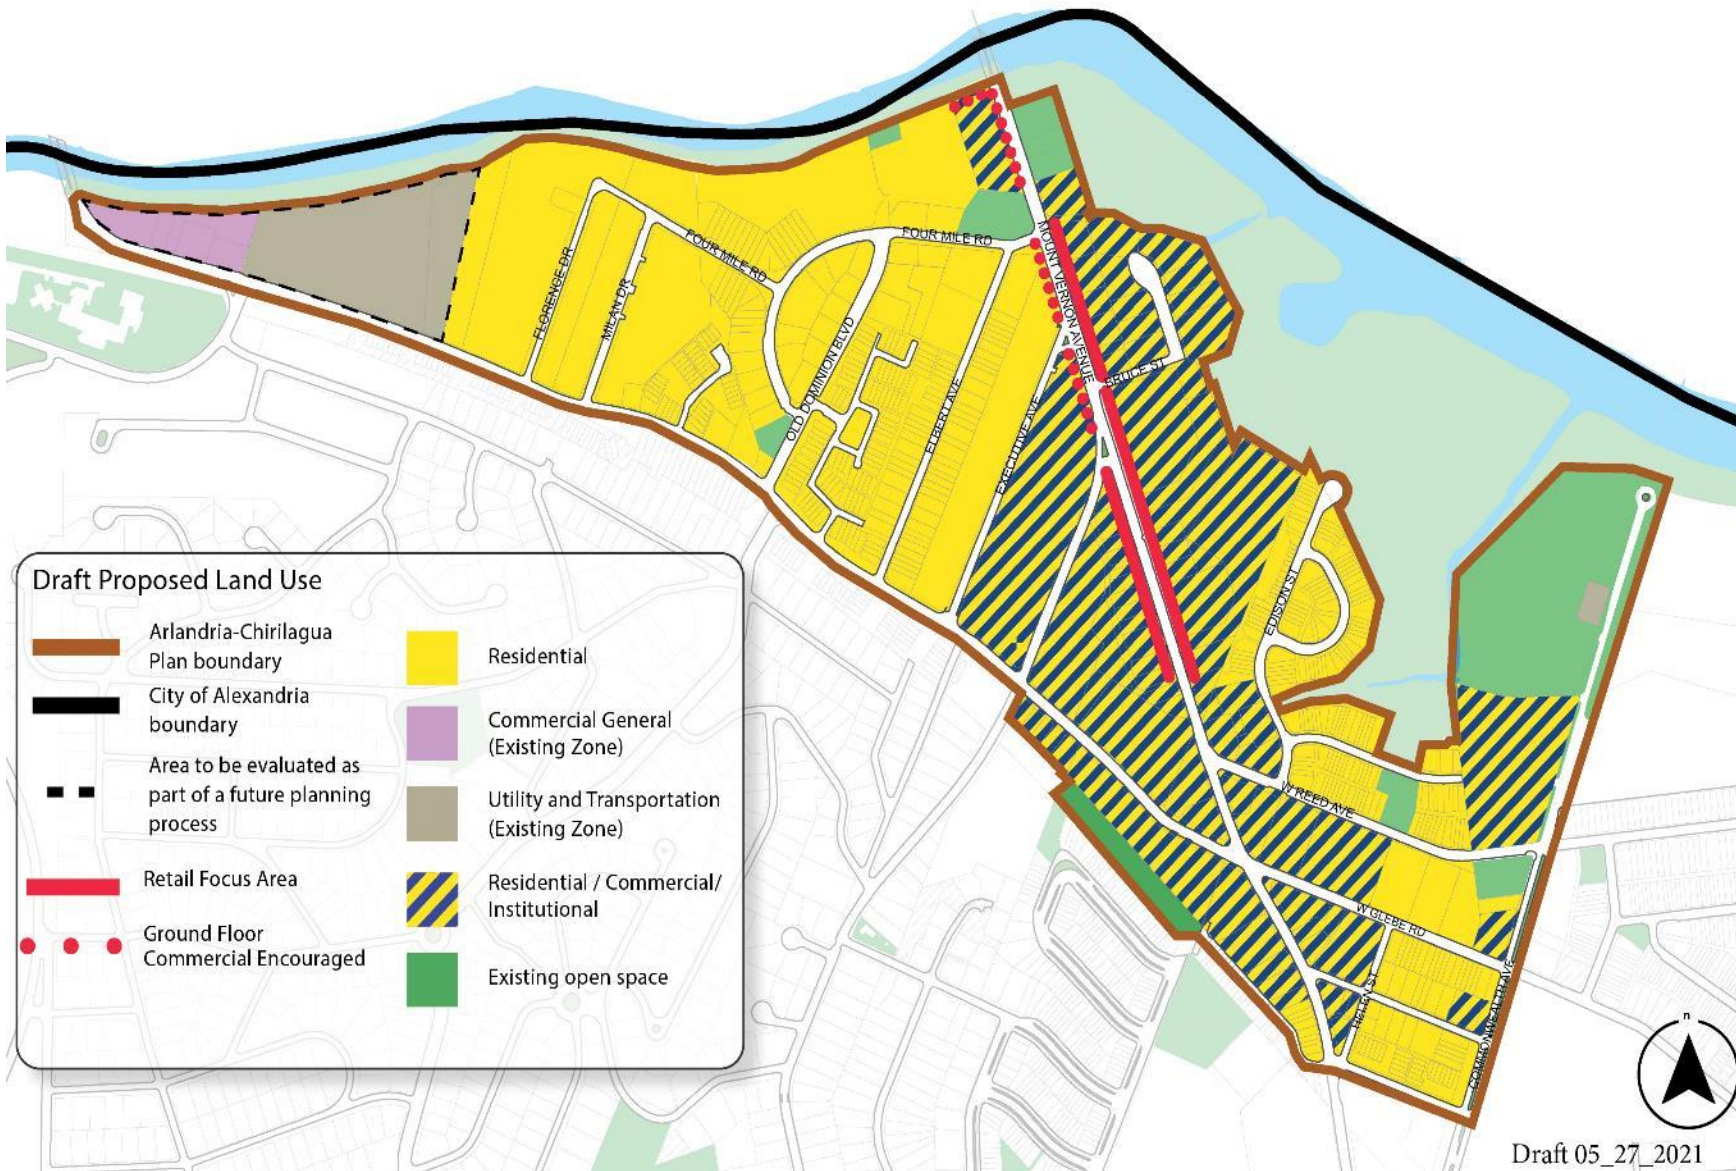 FOUR MILE RD
FOUR MILE RD
FLORENCE DR
MILAN DR
OLD DOMINION BLVD
ELBERT AVE
EXECUTIVE AVE
MOUNT VERNON AVENUE
BRUCE ST
EDISON ST
W REED AVE
W GLEBE RD
HELEN ST
COMMONWEALTH AVE
Draft Proposed Land Use
Arlandria-Chirilagua
Plan boundary
City of Alexandria
boundary
Area to be evaluated as
part of a future planning
process
Retail Focus Area
Ground Floor
Commercial Encouraged
Residential
Commercial General
(Existing Zone)
Utility and Transportation
(Existing Zone)
Residential / Commercial/
Institutional
Existing open space
n
Draft 05_27_2021